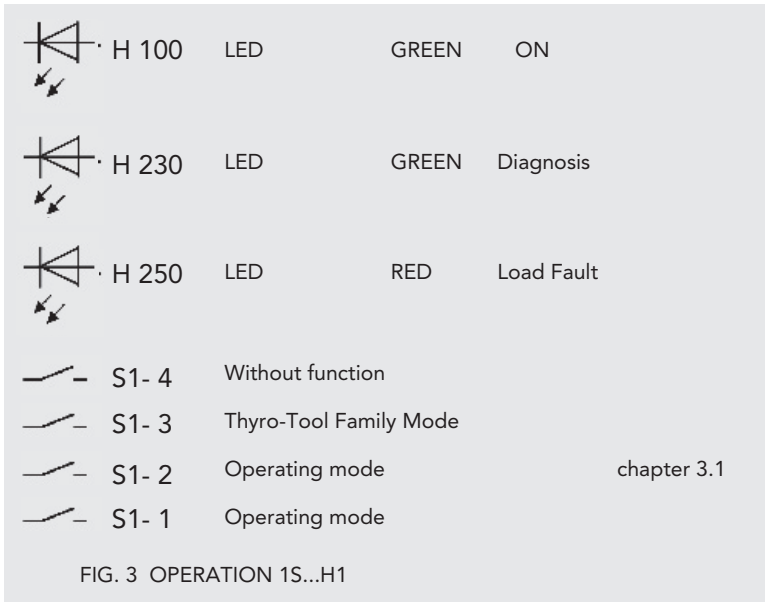 H 100 LED GREEN ON
H 230 LED GREEN Diagnosis
H 250 LED RED Load Fault
S1- 4 Without function
S1- 3 Thyro-Tool Family Mode
S1- 2 Operating mode chapter 3.1
S1- 1 Operating mode
FIG. 3 OPERATION 1S...H1